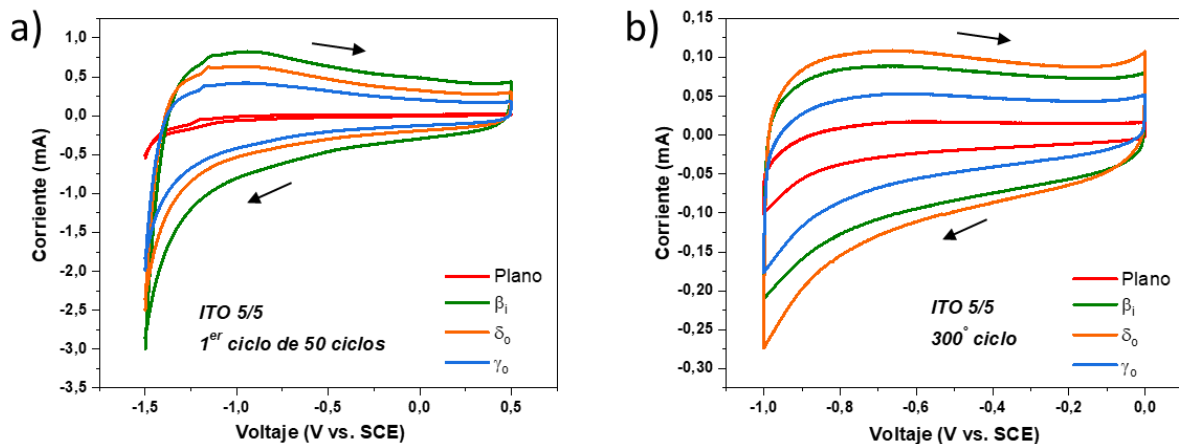 a)
1,0
0,5
0,0
-0,5
-1,0
-1,5
-2,0
-2,5
-3,0
-3,5
Corriente (mA)
-1,5 -1,0 -0,5 0,0 0,5
Voltaje (V vs. SCE)
ITO 5/5
1er ciclo de 50 ciclos
Plano
βi
δo
γo
b)
0,15
0,10
0,05
0,00
-0,05
-0,10
-0,15
-0,20
-0,25
-0,30
Corriente (mA)
-1,0 -0,8 -0,6 -0,4 -0,2 0,0
Voltaje (V vs. SCE)
ITO 5/5
300° ciclo
Plano
βi
δo
γo